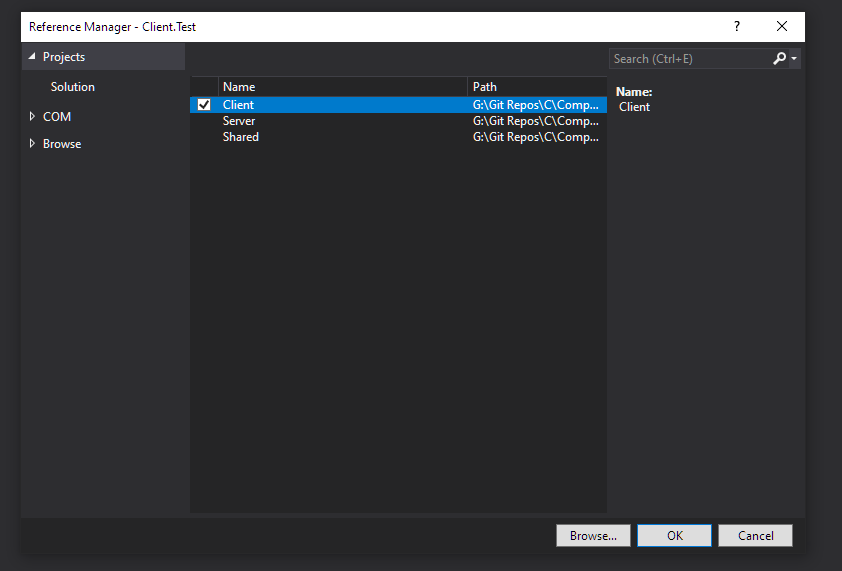 Reference Manager - Client.Test
?
Projects
Search (Ctrl+E)
Solution
Name
Path
Name:
Client
G:\Git Repos\C\Comp...
Client
COM
Server
G:\Git Repos\C\Comp...
Shared
G:\Git Repos\C\Comp...
Browse
Browse...
OK
Cancel